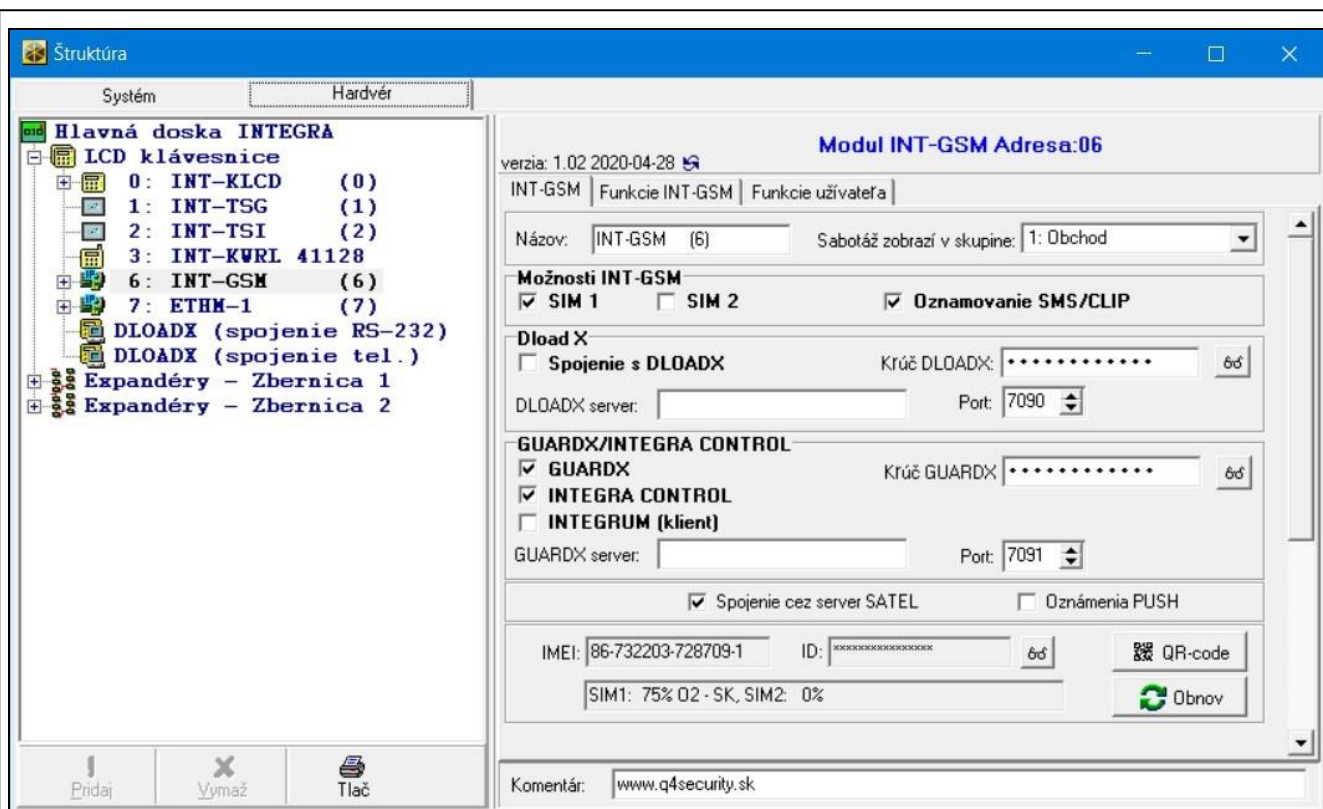 Štruktúra
Systém
Hardvér
Hlavná doska INTEGRA
LCD klávesnice
0: INT-KLCD (0)
1: INT-TSG (1)
2: INT-TSI (2)
3: INT-KWRL 41128
6: INT-GSM (6)
7: ETHM-1 (7)
DLOADX (spojenie RS-232)
DLOADX (spojenie tel.)
Expandéry - Zbernica 1
Expandéry - Zbernica 2
Pridaj
Vymaž
Tlač
Modul INT-GSM Adresa:06
verzia: 1.02 2020-04-28
INT-GSM Funkcie INT-GSM Funkcie užívateľa
Názov: INT-GSM (6) Sabotáž zobrazí v skupine: 1: Obchod
Možnosti INT-GSM
SIM 1 SIM 2 Oznamovanie SMS/CLIP
Dload X
Spojenie s DLOADX Krúč DLOADX: ••••••••••••
DLOADX server: Port: 7090
GUARDX/INTEGRA CONTROL
GUARDX Krúč GUARDX ••••••••••••
INTEGRA CONTROL
INTEGRUM (klient)
GUARDX server: Port: 7091
Spojenie cez server SATEL Oznámenia PUSH
IMEI: 86-732203-728709-1 ID: **************** QR-code
SIM1: 75% O2 - SK, SIM2: 0% Obnov
Komentár: www.q4security.sk